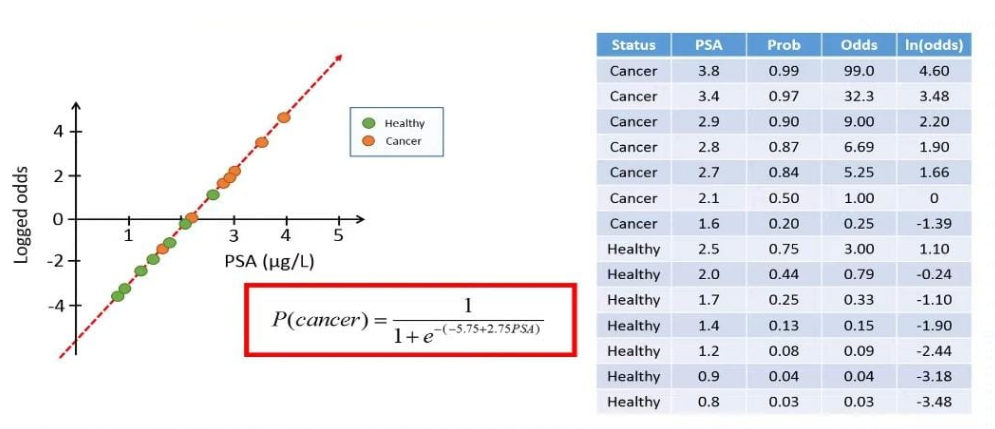 Logged odds
4
2
0
-2
-4
1
3
4
5
PSA (µg/L)
Healthy
Cancer
P(cancer) = 1 / 1 + e^-(-5.75+2.75PSA)
Status PSA Prob Odds ln(odds)
Cancer 3.8 0.99 99.0 4.60
Cancer 3.4 0.97 32.3 3.48
Cancer 2.9 0.90 9.00 2.20
Cancer 2.8 0.87 6.69 1.90
Cancer 2.7 0.84 5.25 1.66
Cancer 2.1 0.50 1.00 0
Cancer 1.6 0.20 0.25 -1.39
Healthy 2.5 0.75 3.00 1.10
Healthy 2.0 0.44 0.79 -0.24
Healthy 1.7 0.25 0.33 -1.10
Healthy 1.4 0.13 0.15 -1.90
Healthy 1.2 0.08 0.09 -2.44
Healthy 0.9 0.04 0.04 -3.18
Healthy 0.8 0.03 0.03 -3.48